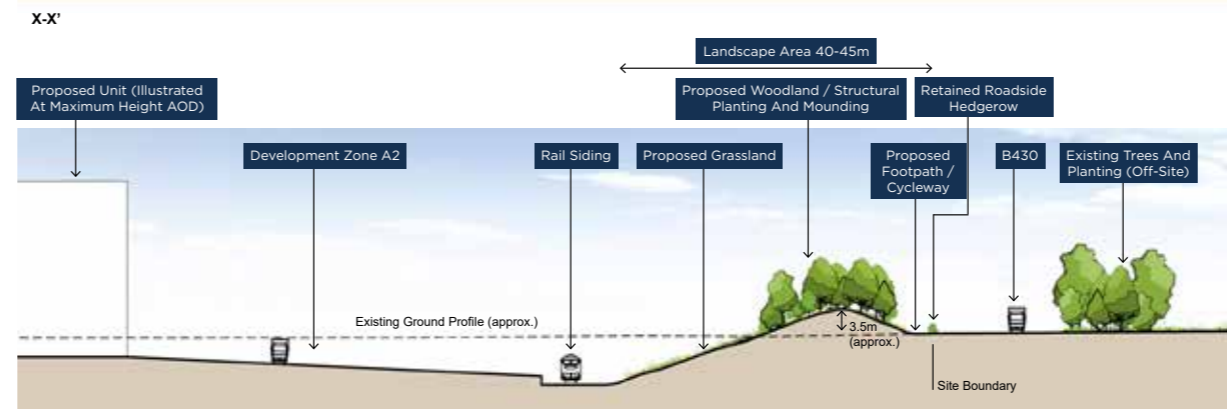 X-X'
Landscape Area 40-45m
Proposed Unit (Illustrated
At Maximum Height AOD)
Proposed Woodland / Structural
Planting And Mounding
Retained Roadside
Hedgerow
Development Zone A2
Rail Siding
Proposed Grassland
Proposed
Footpath /
Cycleway
B430
Existing Trees And
Planting (Off-Site)
Existing Ground Profile (approx.)
3.5m
(approx.)
Site Boundary